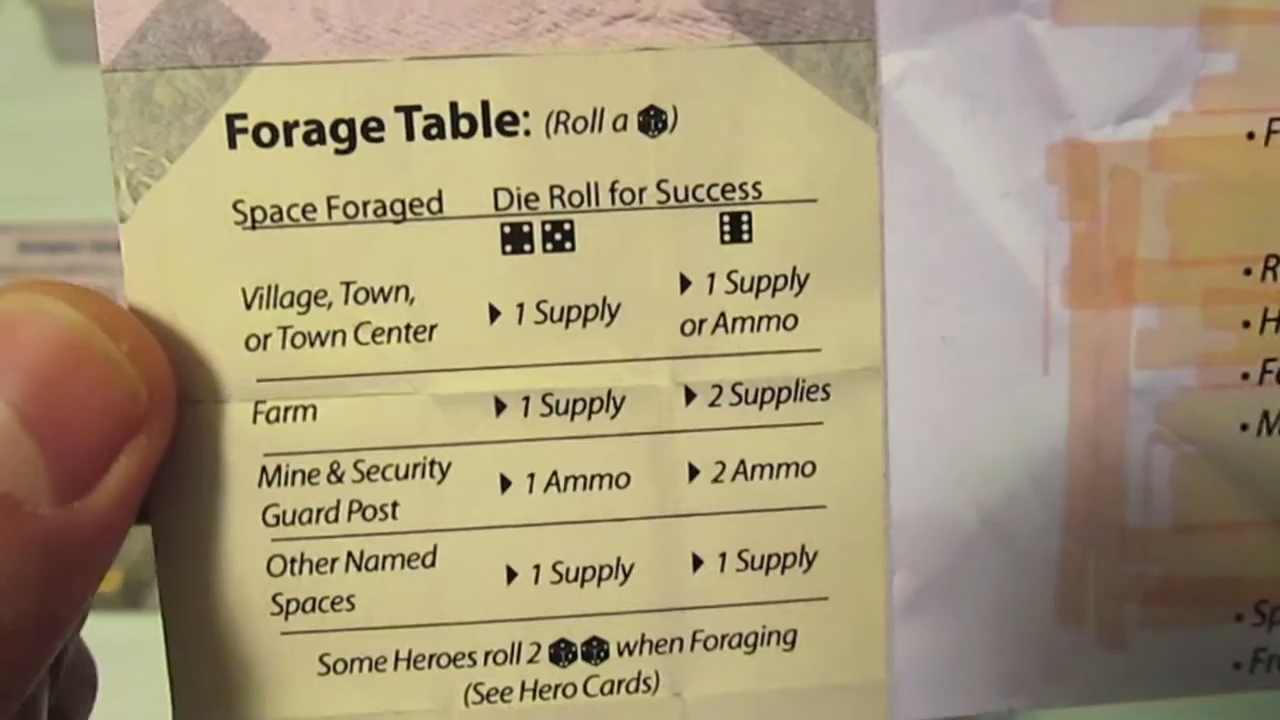 Forage Table: (Roll a )
Space Foraged Die Roll for Success
Village, Town,
or Town Center
▶ 1 Supply
▶ 1 Supply
or Ammo
Farm ▶ 1 Supply ▶ 2 Supplies
Mine & Security
Guard Post
▶ 1 Ammo ▶ 2 Ammo
Other Named
Spaces
▶ 1 Supply ▶ 1 Supply
Some Heroes roll 2 when Foraging
(See Hero Cards)